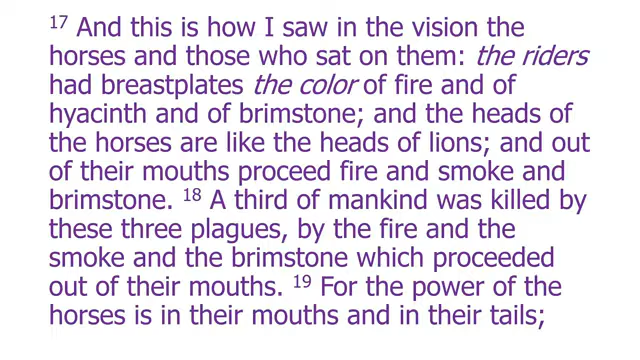 17 And this is how I saw in the vision the
horses and those who sat on them: the riders
had breastplates the color of fire and of
hyacinth and of brimstone; and the heads of
the horses are like the heads of lions; and out
of their mouths proceed fire and smoke and
brimstone. 18 A third of mankind was killed by
these three plagues, by the fire and the
smoke and the brimstone which proceeded
out of their mouths. 19 For the power of the
horses is in their mouths and in their tails;